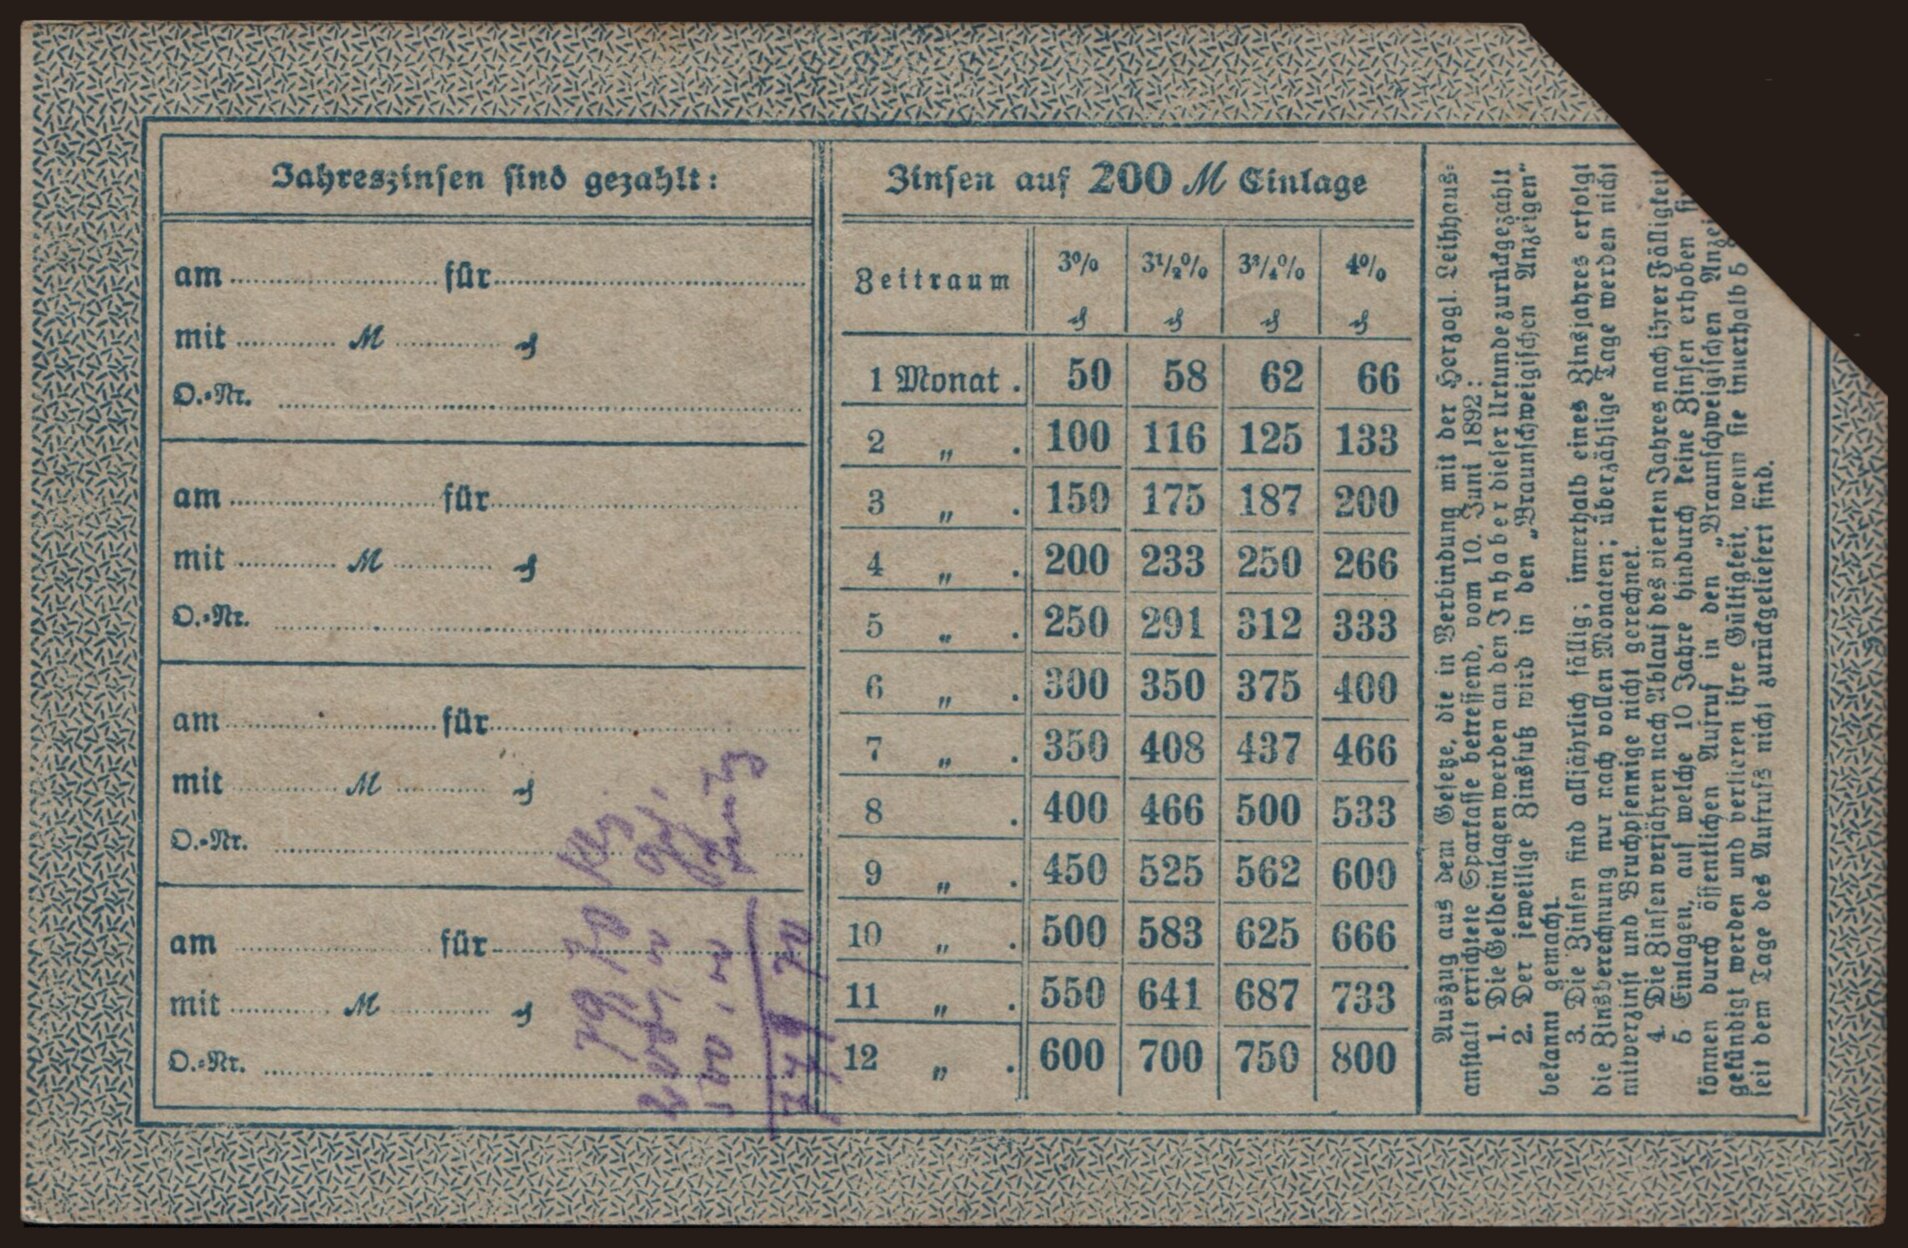 Jahreszinsen sind gezahlt:
am für
mit M ₰
O.-Nr.
am für
mit M ₰
O.-Nr.
am für
mit M ₰
O.-Nr.
am für
mit M ₰
O.-Nr.
Zinsen auf 200 M Einlage
Zeitraum 3% 3½% 3¾% 4%
₰ ₰ ₰ ₰
1 Monat . 50 58 62 66
2 „ . 100 116 125 133
3 „ . 150 175 187 200
4 „ . 200 233 250 266
5 „ . 250 291 312 333
6 „ . 300 350 375 400
7 „ . 350 408 437 466
8 . 400 466 500 533
9 „ . 450 525 562 600
10 „ . 500 583 625 666
11 „ . 550 641 687 733
12 „ . 600 700 750 800
Auszug aus dem Gesetze, die in Verbindung mit der Herzogl. Leihhaus-
anstalt errichtete Sparkasse betreffend, vom 10. Juni 1892:
1. Die Geldeinlagen werden an den Inhaber dieser Urkunde zurückgezahlt
2. Der jeweilige Zinsfuß wird in den „Braunschweigischen Anzeigen“
bekannt gemacht.
3. Die Zinsen sind alljährlich fällig; innerhalb eines Zinsjahres erfolgt
die Zinsberechnung nur nach vollen Monaten; überzählige Tage werden nicht
mitverzinst und Bruchpfennige nicht gerechnet.
4. Die Zinsen verjähren nach Ablauf des vierten Jahres nach ihrer Fälligkeit
5 Einlagen, auf welche 10 Jahre hindurch keine Zinsen erhoben
können durch öffentlichen Aufruf in den „Braunschweigischen Anzei
gekündigt werden und verlieren ihre Gültigkeit, wenn sie innerhalb 5
seit dem Tage des Aufrufs nicht zurückgeliefert sind.